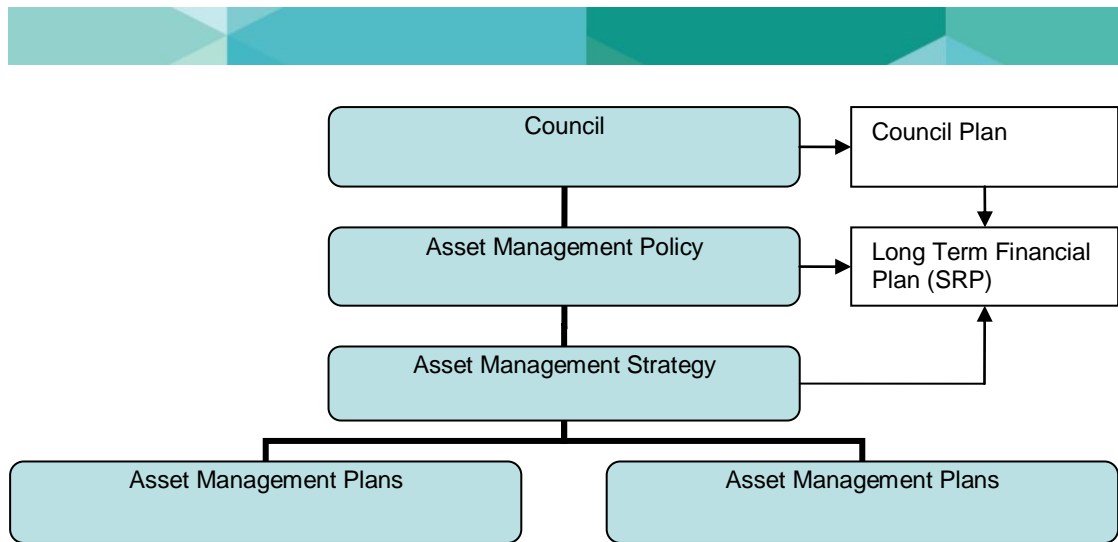 Council
Council Plan
Asset Management Policy
Long Term Financial
Plan (SRP)
Asset Management Strategy
Asset Management Plans
Asset Management Plans